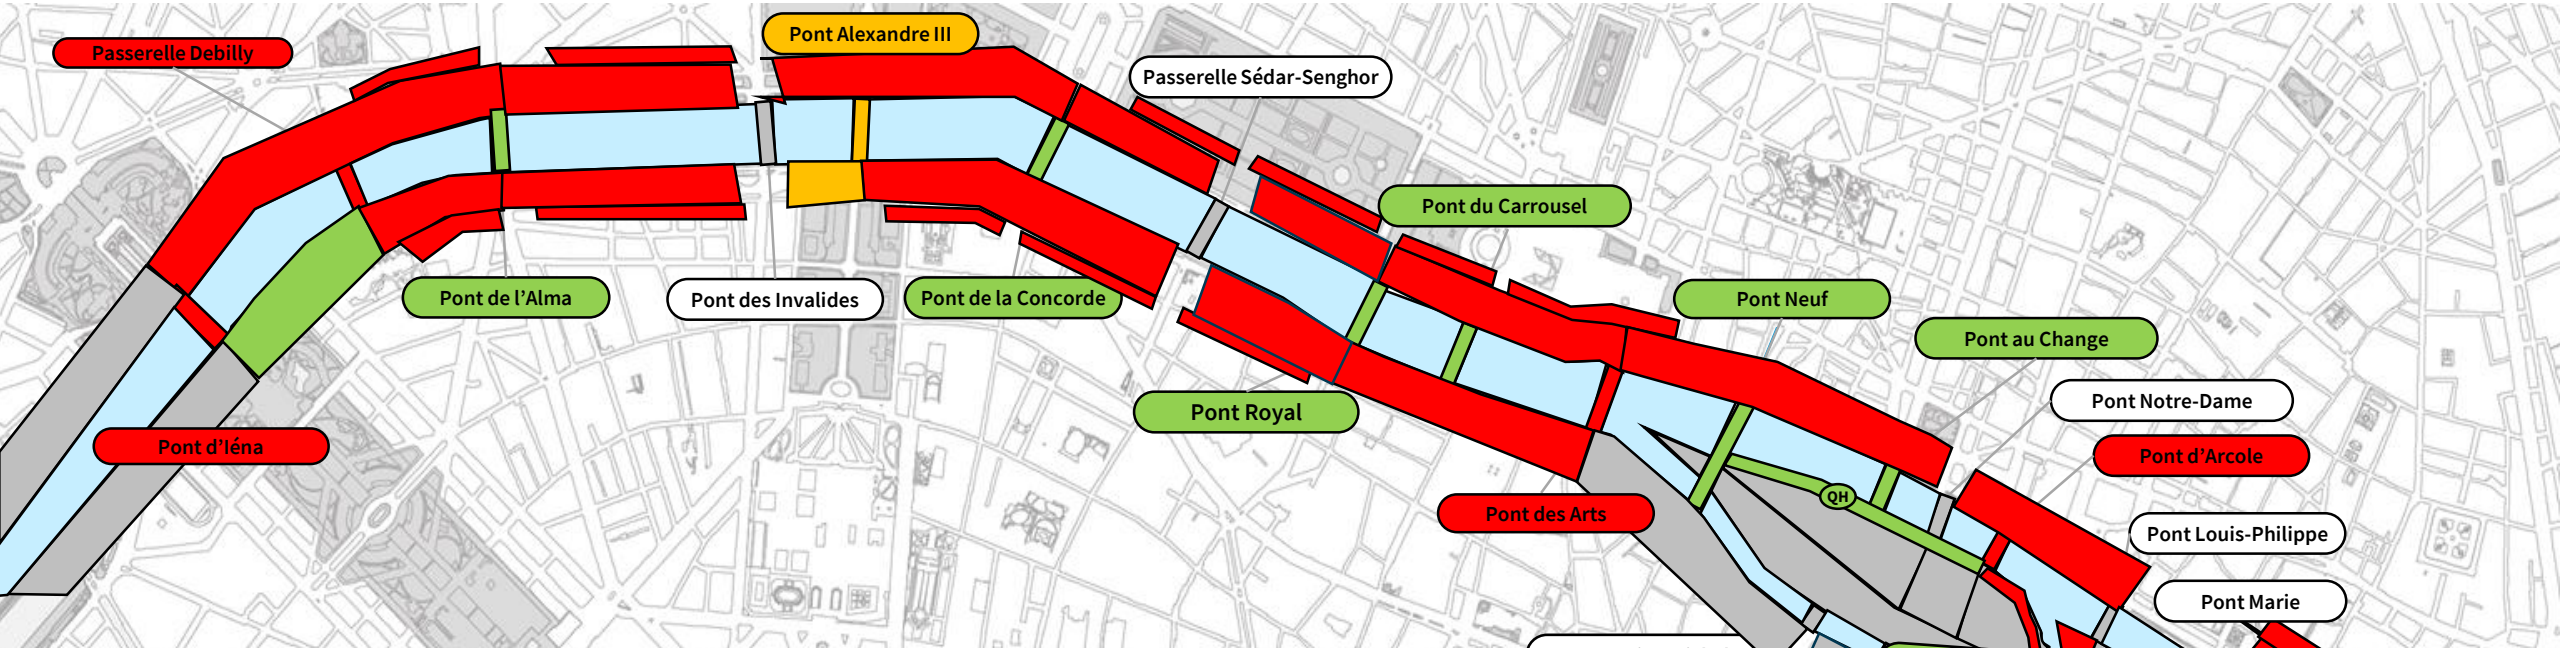 Pont Alexandre III
Passerelle Debilly
Passerelle Sédar-Senghor
Pont du Carrousel
Pont de l'Alma
Pont des Invalides
Pont de la Concorde
Pont Neuf
Pont au Change
Pont Notre-Dame
Pont Royal
Pont d'Iéna
Pont d'Arcole
QH
Pont des Arts
Pont Louis-Philippe
Pont Marie